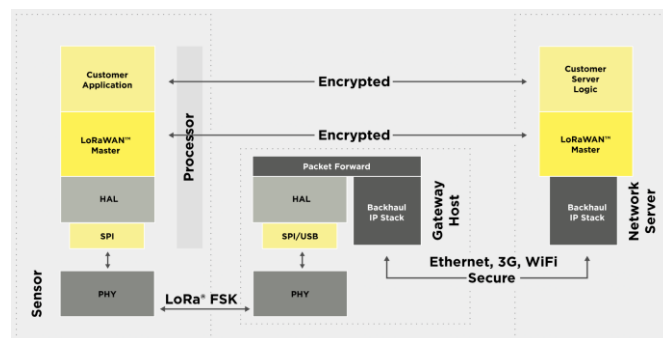 Customer
Application
LoRaWAN™
Master
HAL
SPI
PHY
Sensor
Processor
Encrypted
Encrypted
LoRa® FSK
Packet Forward
HAL
SPI/USB
PHY
Backhaul
IP Stack
Gateway
Host
Ethernet, 3G, WiFi
Secure
Customer
Server
Logic
LoRaWAN™
Master
Backhaul
IP Stack
Network
Server